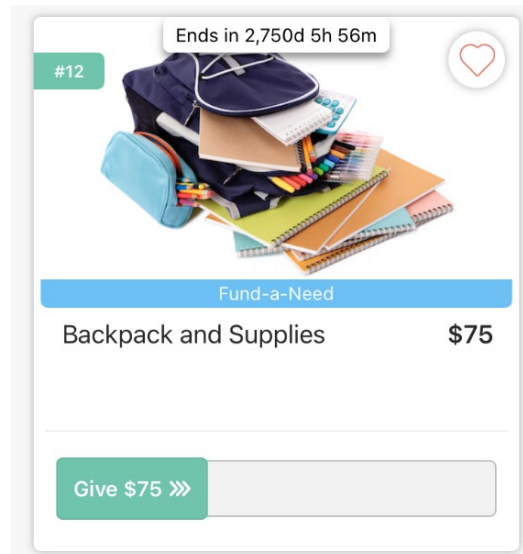 Ends in 2,750d 5h 56m
#12
Fund-a-Need
Backpack and Supplies $75
Give $75 >>>